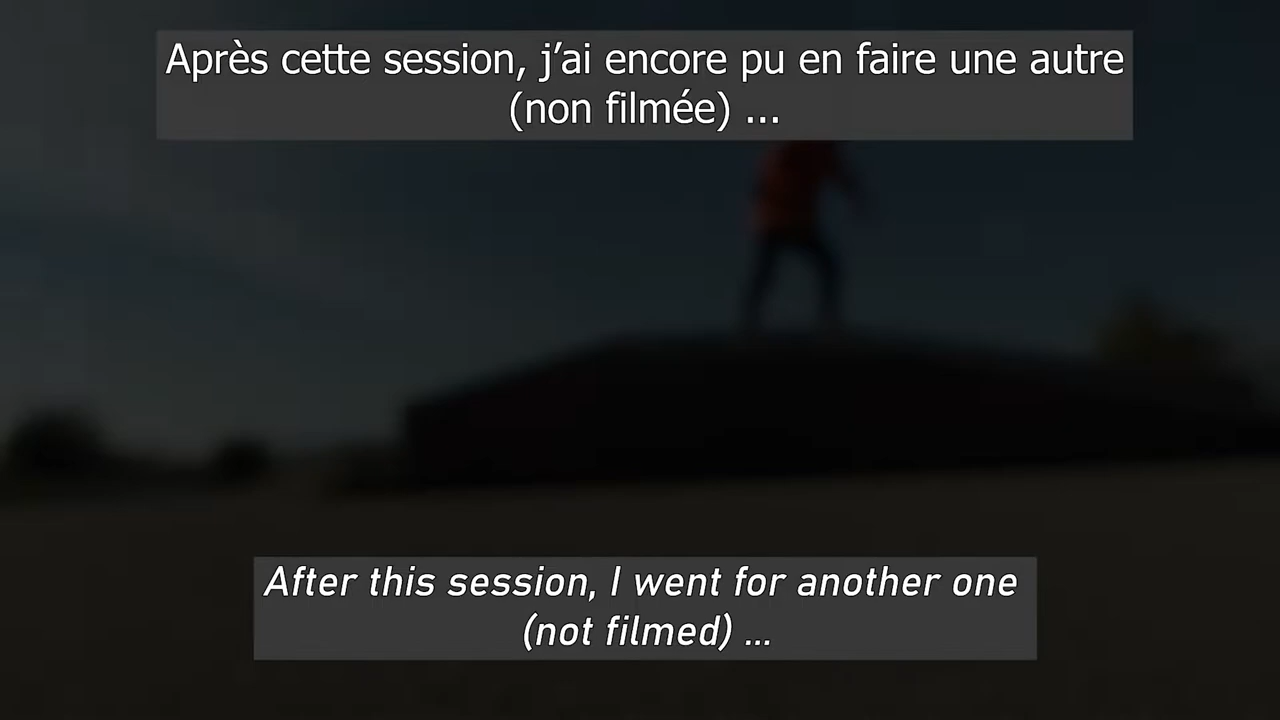 Après cette session, j’ai encore pu en faire une autre
(non filmée) ...
After this session, I went for another one
(not filmed) ...